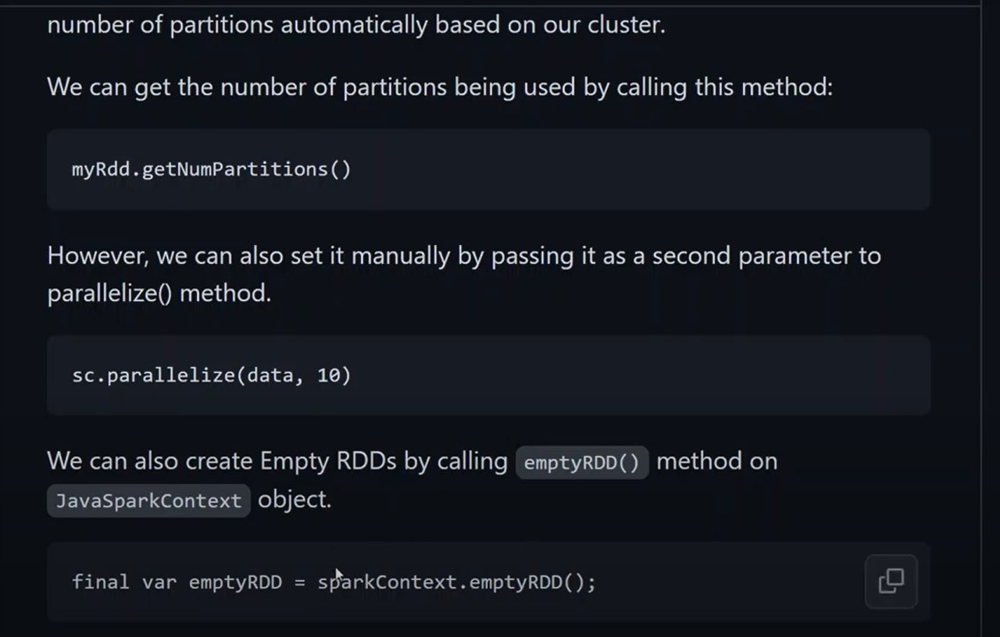 number of partitions automatically based on our cluster.
We can get the number of partitions being used by calling this method:
myRdd.getNumPartitions()
However, we can also set it manually by passing it as a second parameter to
parallelize() method.
sc.parallelize(data, 10)
We can also create Empty RDDs by calling emptyRDD() method on
JavaSparkContext object.
final var emptyRDD = sparkContext.emptyRDD();